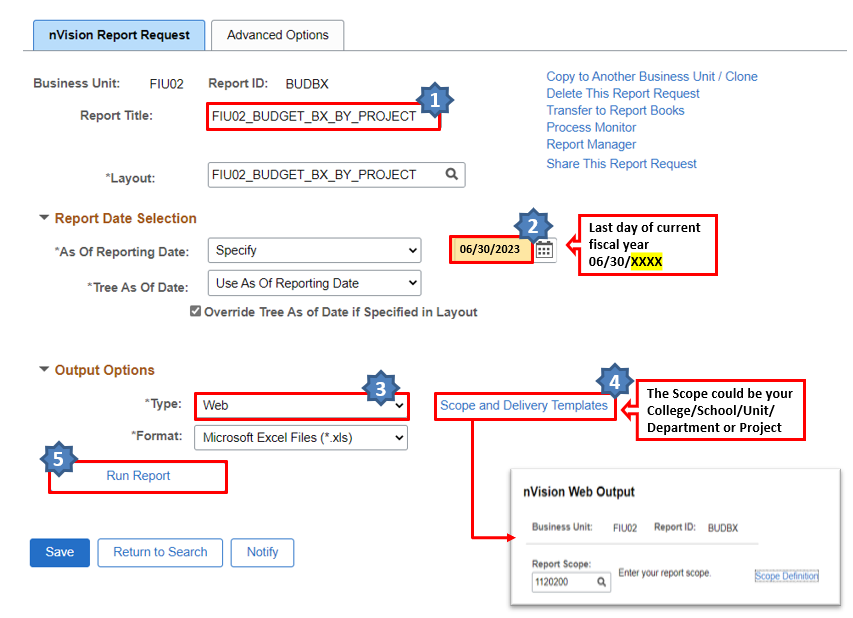 nVision Report Request
Advanced Options
Business Unit: FIU02 Report ID: BUDBX
Report Title: FIU02_BUDGET_BX_BY_PROJECT
1
*Layout: FIU02_BUDGET_BX_BY_PROJECT
Copy to Another Business Unit / Clone
Delete This Report Request
Transfer to Report Books
Process Monitor
Report Manager
Share This Report Request
Report Date Selection
*As Of Reporting Date: Specify
06/30/2023
2
Last day of current
fiscal year
06/30/XXXX
*Tree As Of Date: Use As Of Reporting Date
Override Tree As of Date if Specified in Layout
Output Options
*Type: Web
3
Scope and Delivery Templates
4
The Scope could be your
College/School/Unit/
Department or Project
*Format: Microsoft Excel Files (*.xls)
5
Run Report
Save
Return to Search
Notify
nVision Web Output
Business Unit: FIU02 Report ID: BUDBX
Report Scope:
1120200
Enter your report scope.
Scope Definition